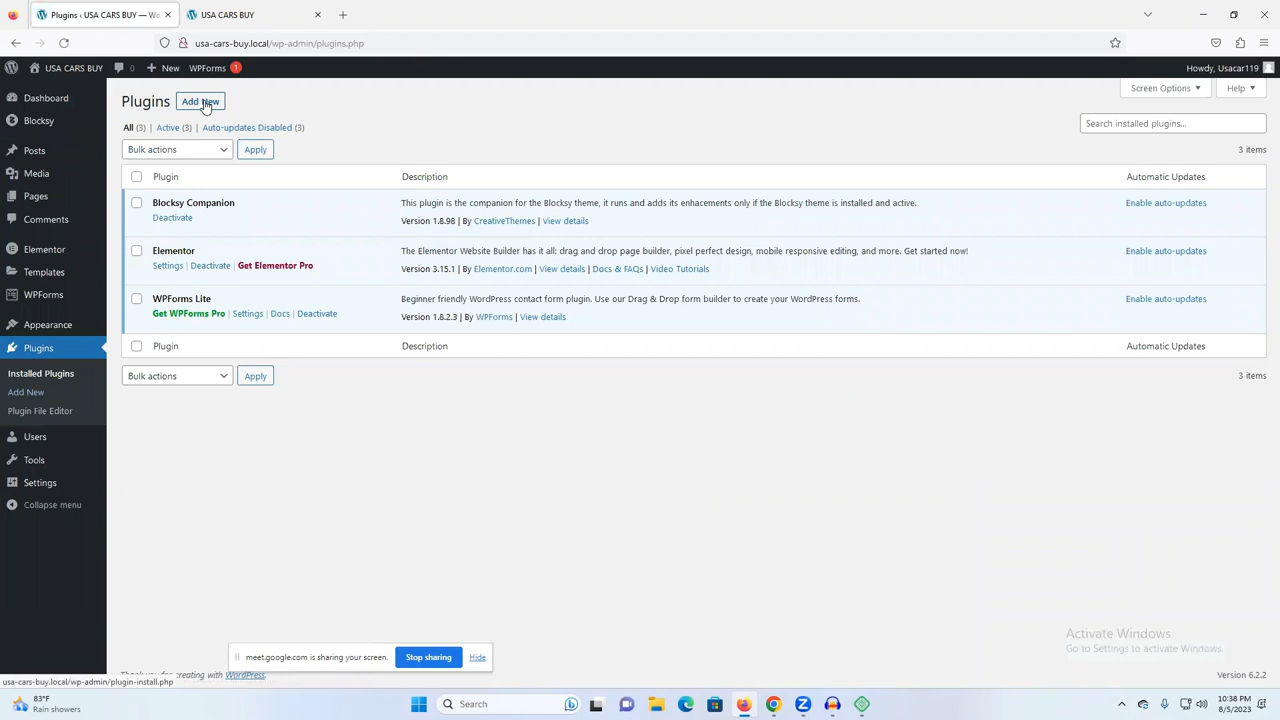 Plugins ‹ USA CARS BUY — Wo
USA CARS BUY
usa-cars-buy.local/wp-admin/plugins.php
USA CARS BUY
0
New
WPForms
1
Howdy, Usacar119
Dashboard
Blocksy
Posts
Media
Pages
Comments
Elementor
Templates
WPForms
Appearance
Plugins
Installed Plugins
Add New
Plugin File Editor
Users
Tools
Settings
Collapse menu
Screen Options
Help
Plugins
Add New
All (3) | Active (3) | Auto-updates Disabled (3)
Search installed plugins...
Bulk actions
Apply
3 items
Plugin
Description
Automatic Updates
Blocksy Companion
Deactivate
This plugin is the companion for the Blocksy theme, it runs and adds its enhacements only if the Blocksy theme is installed and active.
Version 1.8.98 | By CreativeThemes | View details
Enable auto-updates
Elementor
Settings | Deactivate | Get Elementor Pro
The Elementor Website Builder has it all: drag and drop page builder, pixel perfect design, mobile responsive editing, and more. Get started now!
Version 3.15.1 | By Elementor.com | View details | Docs & FAQs | Video Tutorials
Enable auto-updates
WPForms Lite
Get WPForms Pro | Settings | Docs | Deactivate
Beginner friendly WordPress contact form plugin. Use our Drag & Drop form builder to create your WordPress forms.
Version 1.8.2.3 | By WPForms | View details
Enable auto-updates
Plugin
Description
Automatic Updates
Bulk actions
Apply
3 items
Activate Windows
Go to Settings to activate Windows.
meet.google.com is sharing your screen.
Stop sharing
Hide
Thank you for creating with WordPress.
Version 6.2.2
usa-cars-buy.local/wp-admin/plugin-install.php
83°F
Rain showers
Search
10:38 PM
8/5/2023